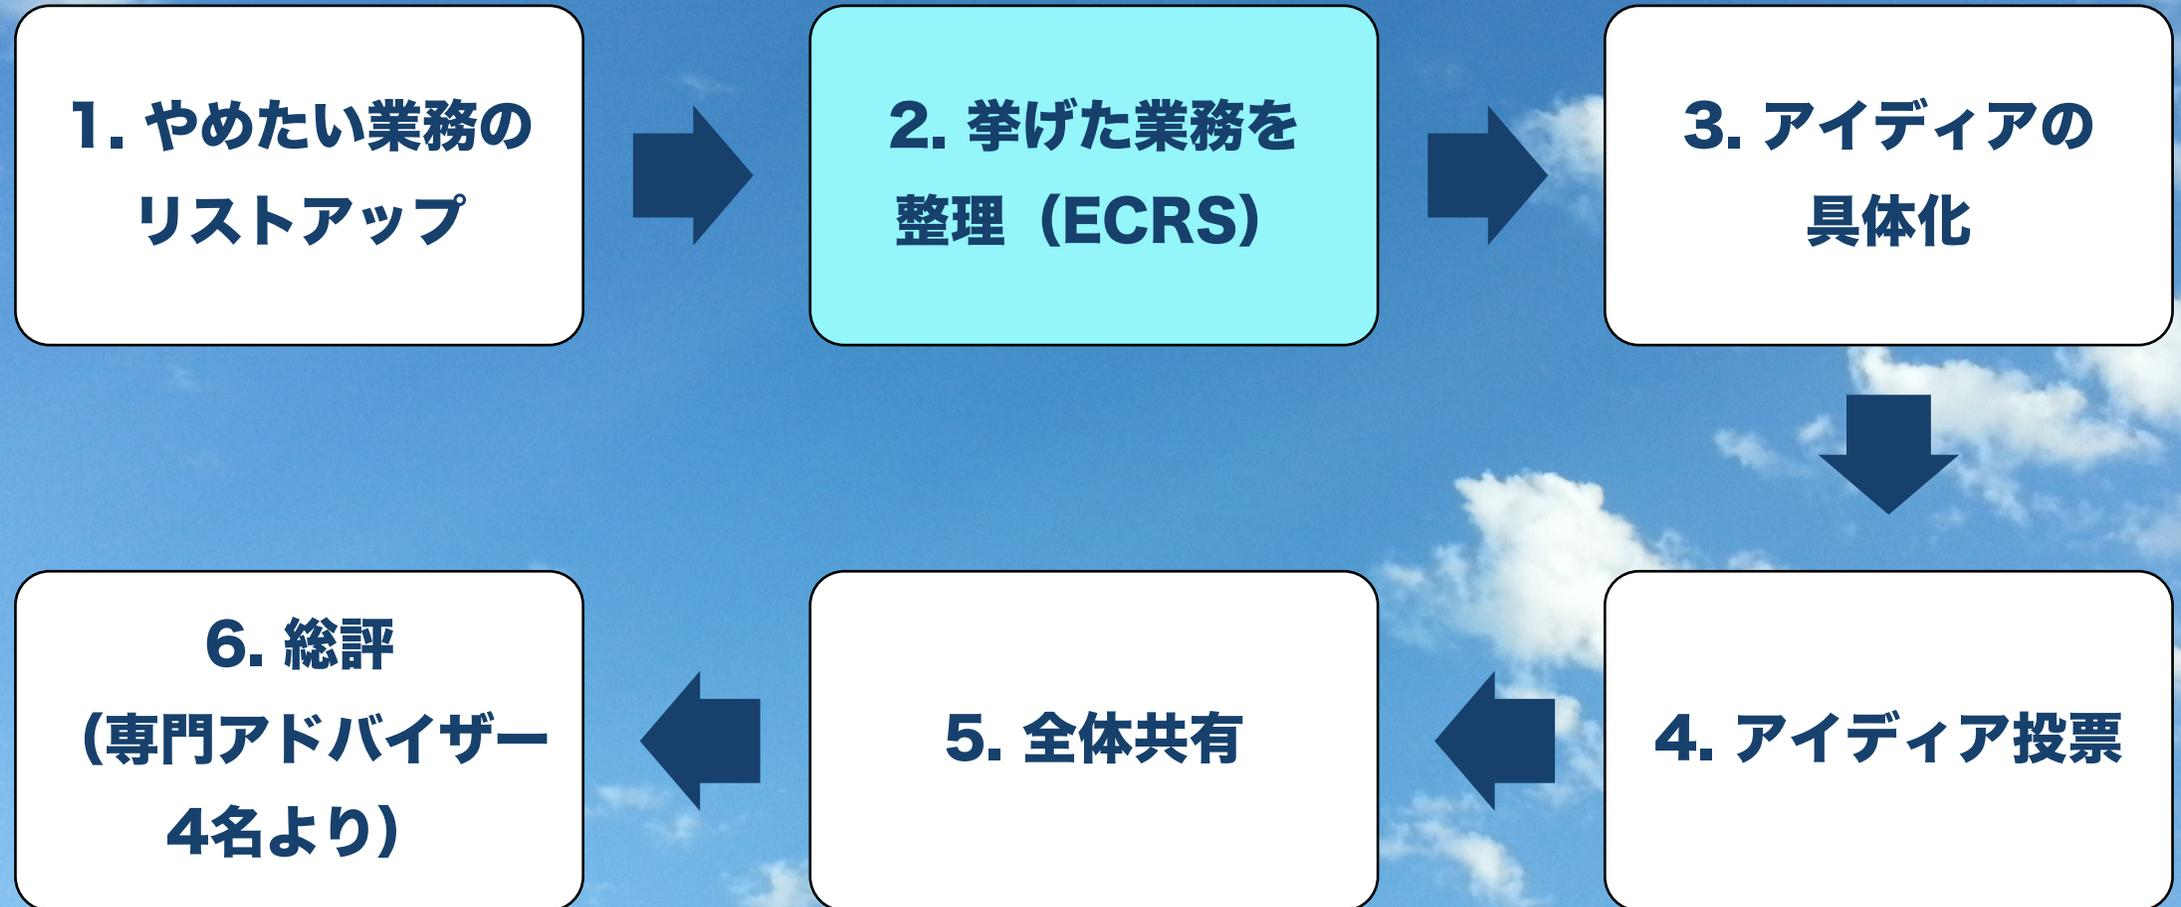 1. やめたい業務の
リストアップ
2. 挙げた業務を
整理（ECRS）
3. アイディアの
具体化
4. アイディア投票
5. 全体共有
6. 総評
（専門アドバイザー
4名より）